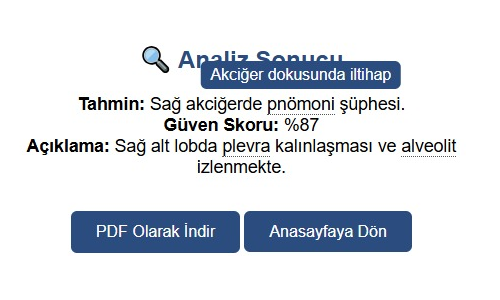 Analiz Sonucu
Akciğer dokusunda iltihap
Tahmin: Sağ akciğerde pnömoni şüphesi.
Güven Skoru: %87
Açıklama: Sağ alt lobda plevra kalınlaşması ve alveolit
izlenmekte.
PDF Olarak İndir
Anasayfaya Dön